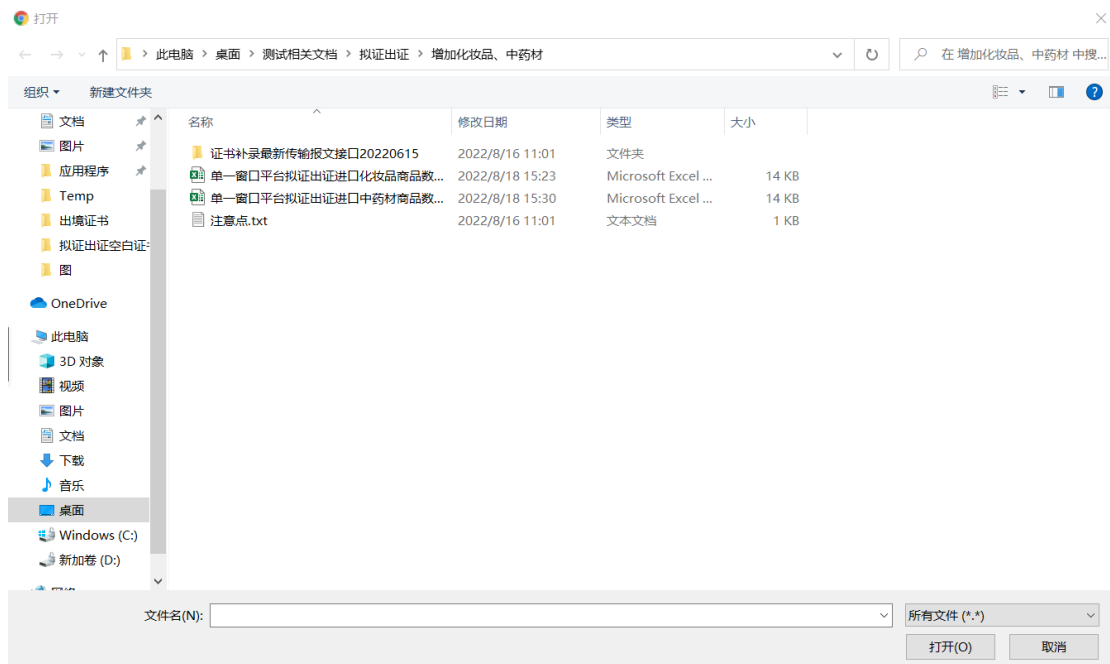 打开
此电脑 > 桌面 > 测试相关文档 > 拟证出证 > 增加化妆品、中药材
在 增加化妆品、中药材 中搜...
组织 新建文件夹
文档
图片
应用程序
Temp
出境证书
拟证出证空白证
图
OneDrive
此电脑
3D 对象
视频
图片
文档
下载
音乐
桌面
Windows (C:)
新加卷 (D:)
名称 修改日期 类型 大小
证书补录最新传输报文接口20220615 2022/8/16 11:01 文件夹
单一窗口平台拟证出证进口化妆品商品数... 2022/8/18 15:23 Microsoft Excel ... 14 KB
单一窗口平台拟证出证进口中药材商品数... 2022/8/18 15:30 Microsoft Excel ... 14 KB
注意点.txt 2022/8/16 11:01 文本文档 1 KB
文件名(N): 所有文件 (*.*)
打开(O) 取消